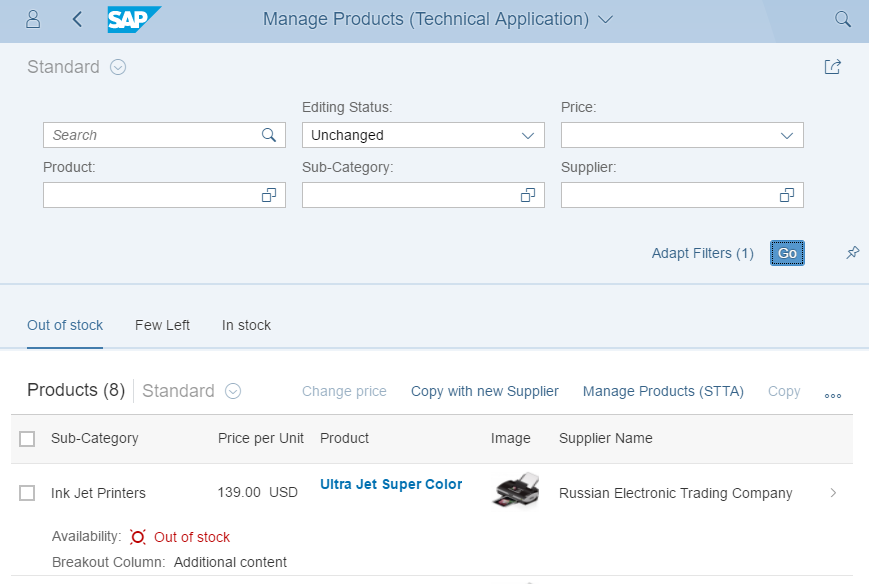 SAP Manage Products (Technical Application)
Standard
Editing Status: Price:
Search Unchanged
Product: Sub-Category: Supplier:
Adapt Filters (1) Go
Out of stock Few Left In stock
Products (8) Standard Change price Copy with new Supplier Manage Products (STTA) Copy
Sub-Category Price per Unit Product Image Supplier Name
Ink Jet Printers 139.00 USD Ultra Jet Super Color Russian Electronic Trading Company
Availability: Out of stock
Breakout Column: Additional content